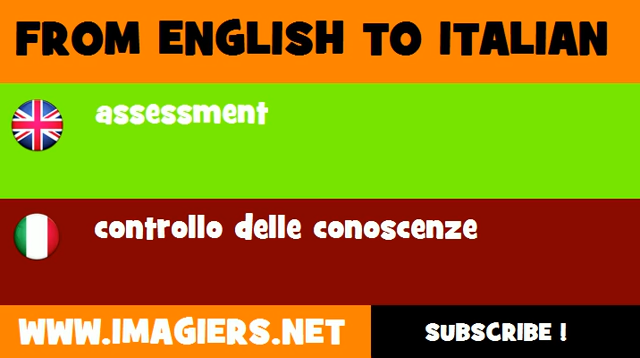 FROM ENGLISH TO ITALIAN
assessment
controllo delle conoscenze
WWW.IMAGIERS.NET
SUBSCRIBE !